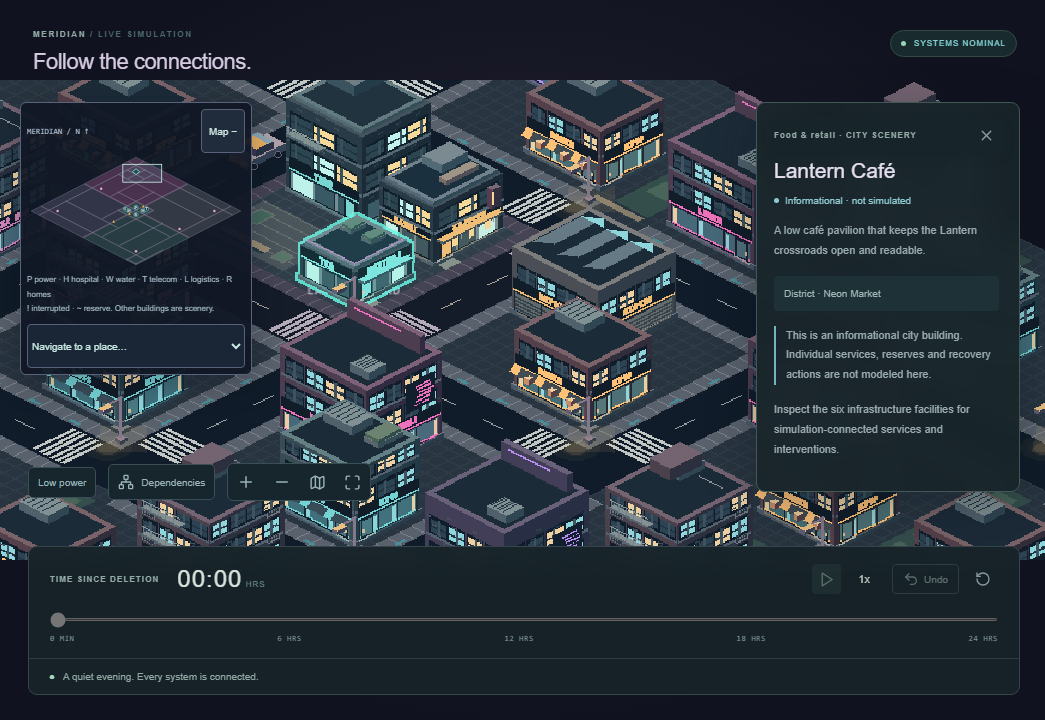 MERIDIAN / LIVE SIMULATION
Follow the connections.
SYSTEMS NOMINAL
MERIDIAN / N ↑
Map −
P power · H hospital · W water · T telecom · L logistics · R
homes
! interrupted · ~ reserve. Other buildings are scenery.
Navigate to a place...
Food & retail · CITY SCENERY
Lantern Café
Informational · not simulated
A low café pavilion that keeps the Lantern
crossroads open and readable.
District · Neon Market
This is an informational city building.
Individual services, reserves and recovery
actions are not modeled here.
Inspect the six infrastructure facilities for
simulation-connected services and
interventions.
Low power
Dependencies
TIME SINCE DELETION 00:00 HRS
1x
Undo
0 MIN 6 HRS 12 HRS 18 HRS 24 HRS
A quiet evening. Every system is connected.